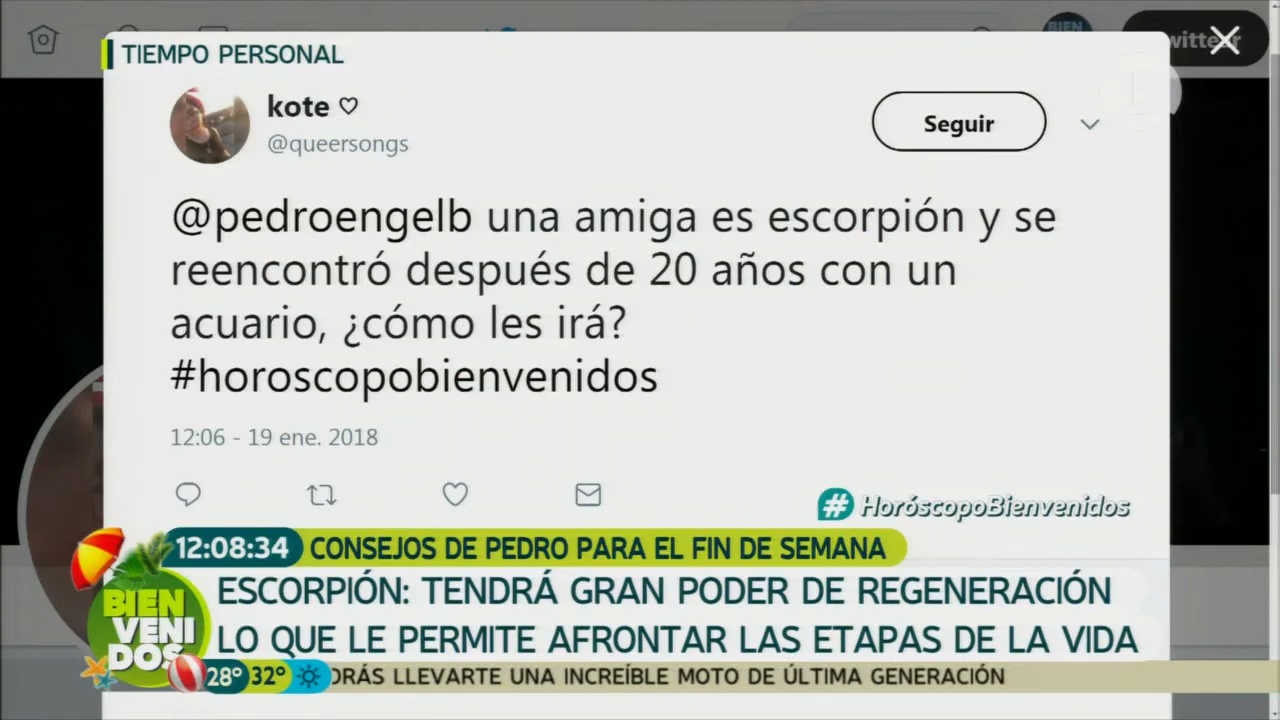 TIEMPO PERSONAL
kote ♡
@queersongs
Seguir
@pedroengelb una amiga es escorpión y se
reencontró después de 20 años con un
acuario, ¿cómo les irá?
#horoscopobienvenidos
12:06 - 19 ene. 2018
# HoróscopoBienvenidos
12:08:34 CONSEJOS DE PEDRO PARA EL FIN DE SEMANA
ESCORPIÓN: TENDRÁ GRAN PODER DE REGENERACIÓN
LO QUE LE PERMITE AFRONTAR LAS ETAPAS DE LA VIDA
BIEN
VENI
DOS
28° 32° DRÁS LLEVARTE UNA INCREÍBLE MOTO DE ÚLTIMA GENERACIÓN